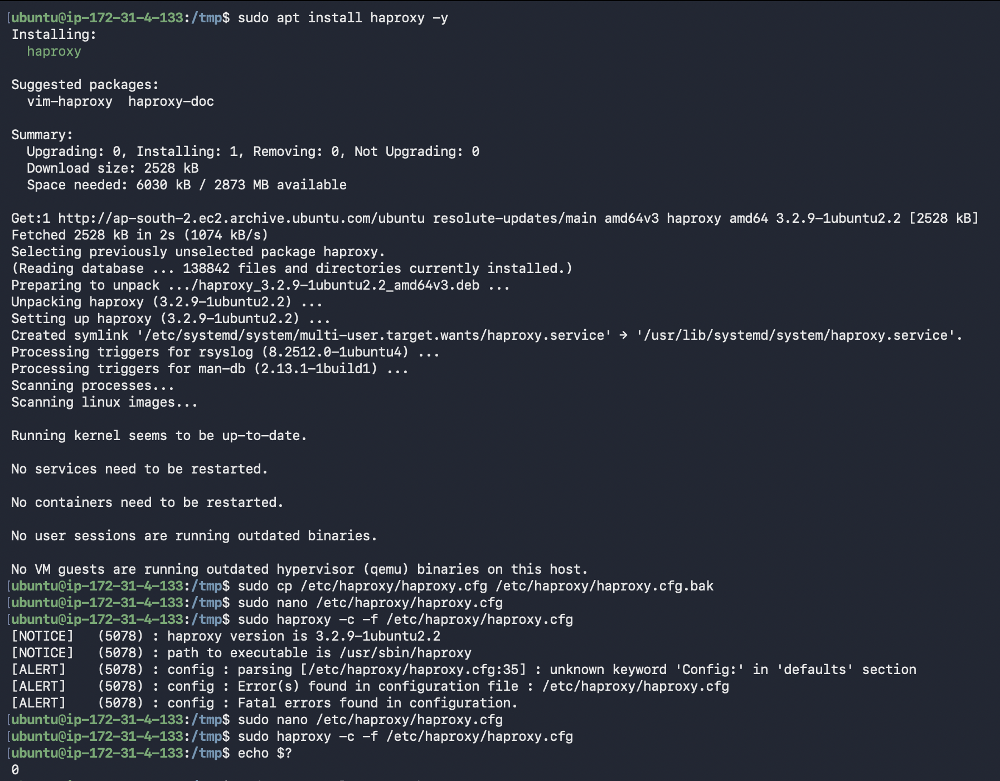 [ubuntu@ip-172-31-4-133:/tmp$ sudo apt install haproxy -y
Installing:
  haproxy

Suggested packages:
  vim-haproxy  haproxy-doc

Summary:
  Upgrading: 0, Installing: 1, Removing: 0, Not Upgrading: 0
  Download size: 2528 kB
  Space needed: 6030 kB / 2873 MB available

Get:1 http://ap-south-2.ec2.archive.ubuntu.com/ubuntu resolute-updates/main amd64v3 haproxy amd64 3.2.9-1ubuntu2.2 [2528 kB]
Fetched 2528 kB in 2s (1074 kB/s)
Selecting previously unselected package haproxy.
(Reading database ... 138842 files and directories currently installed.)
Preparing to unpack .../haproxy_3.2.9-1ubuntu2.2_amd64v3.deb ...
Unpacking haproxy (3.2.9-1ubuntu2.2) ...
Setting up haproxy (3.2.9-1ubuntu2.2) ...
Created symlink '/etc/systemd/system/multi-user.target.wants/haproxy.service' → '/usr/lib/systemd/system/haproxy.service'.
Processing triggers for rsyslog (8.2512.0-1ubuntu4) ...
Processing triggers for man-db (2.13.1-1build1) ...
Scanning processes...
Scanning linux images...

Running kernel seems to be up-to-date.

No services need to be restarted.

No containers need to be restarted.

No user sessions are running outdated binaries.

No VM guests are running outdated hypervisor (qemu) binaries on this host.
[ubuntu@ip-172-31-4-133:/tmp$ sudo cp /etc/haproxy/haproxy.cfg /etc/haproxy/haproxy.cfg.bak
[ubuntu@ip-172-31-4-133:/tmp$ sudo nano /etc/haproxy/haproxy.cfg
[ubuntu@ip-172-31-4-133:/tmp$ sudo haproxy -c -f /etc/haproxy/haproxy.cfg
[NOTICE]   (5078) : haproxy version is 3.2.9-1ubuntu2.2
[NOTICE]   (5078) : path to executable is /usr/sbin/haproxy
[ALERT]    (5078) : config : parsing [/etc/haproxy/haproxy.cfg:35] : unknown keyword 'Config:' in 'defaults' section
[ALERT]    (5078) : config : Error(s) found in configuration file : /etc/haproxy/haproxy.cfg
[ALERT]    (5078) : config : Fatal errors found in configuration.
[ubuntu@ip-172-31-4-133:/tmp$ sudo nano /etc/haproxy/haproxy.cfg
[ubuntu@ip-172-31-4-133:/tmp$ sudo haproxy -c -f /etc/haproxy/haproxy.cfg
[ubuntu@ip-172-31-4-133:/tmp$ echo $?
0